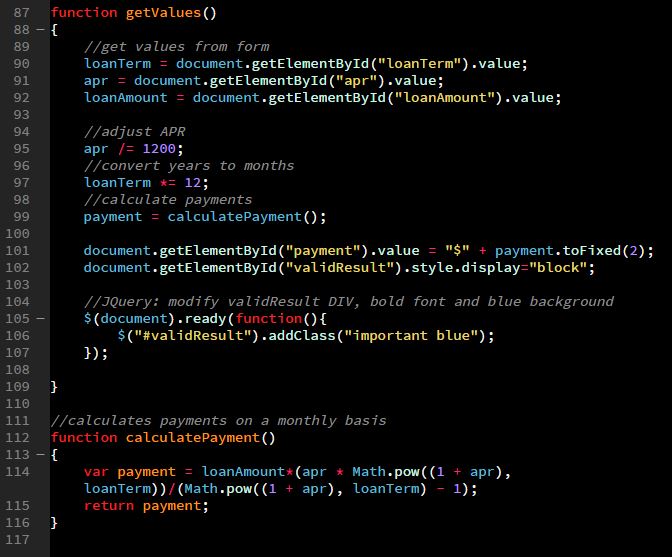 87 function getValues()
88 – {
89 //get values from form
90 loanTerm = document.getElementById("loanTerm").value;
91 apr = document.getElementById("apr").value;
92 loanAmount = document.getElementById("loanAmount").value;
93
94 //adjust APR
95 apr /= 1200;
96 //convert years to months
97 loanTerm *= 12;
98 //calculate payments
99 payment = calculatePayment();
100
101 document.getElementById("payment").value = "$" + payment.toFixed(2);
102 document.getElementById("validResult").style.display="block";
103
104 //JQuery: modify validResult DIV, bold font and blue background
105 – $(document).ready(function(){
106 $("#validResult").addClass("important blue");
107 });
108
109 }
110
111 //calculates payments on a monthly basis
112 function calculatePayment()
113 – {
114 var payment = loanAmount*(apr * Math.pow((1 + apr),
loanTerm))/(Math.pow((1 + apr), loanTerm) - 1);
115 return payment;
116 }
117